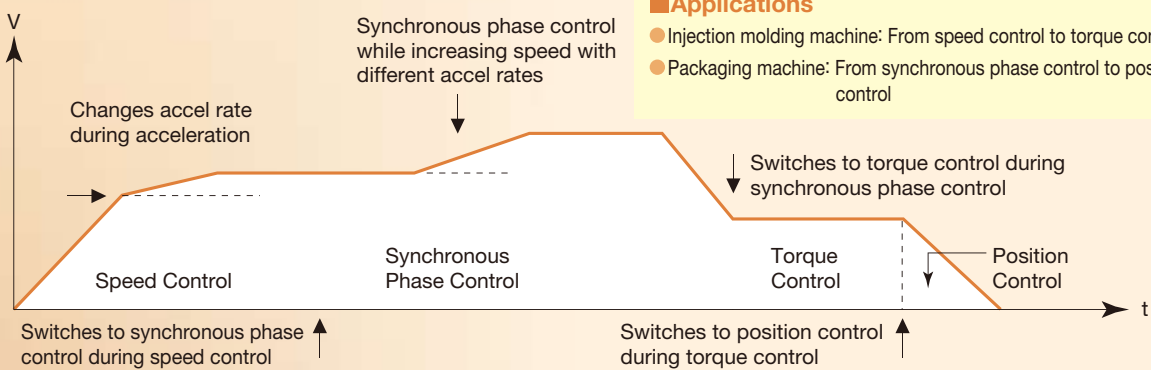 V
Synchronous phase control
while increasing speed with
different accel rates
■Applications
●Injection molding machine: From speed control to torque
●Packaging machine: From synchronous phase control to
control
Changes accel rate
during acceleration
Switches to torque control during
synchronous phase control
Speed Control
Synchronous
Phase Control
Torque
Control
Position
Control
t
Switches to synchronous phase
control during speed control
Switches to position control
during torque control